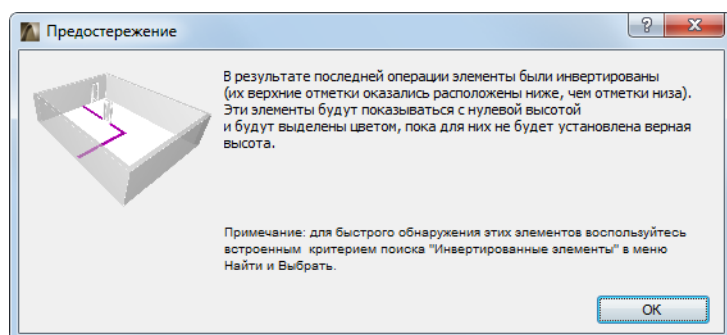 Предостережение
В результате последней операции элементы были инвертированы
(их верхние отметки оказались расположены ниже, чем отметки низа).
Эти элементы будут показываться с нулевой высотой
и будут выделены цветом, пока для них не будет установлена верная
высота.
Примечание: для быстрого обнаружения этих элементов воспользуйтесь
встроенным критерием поиска "Инвертированные элементы" в меню
Найти и Выбрать.
ОК